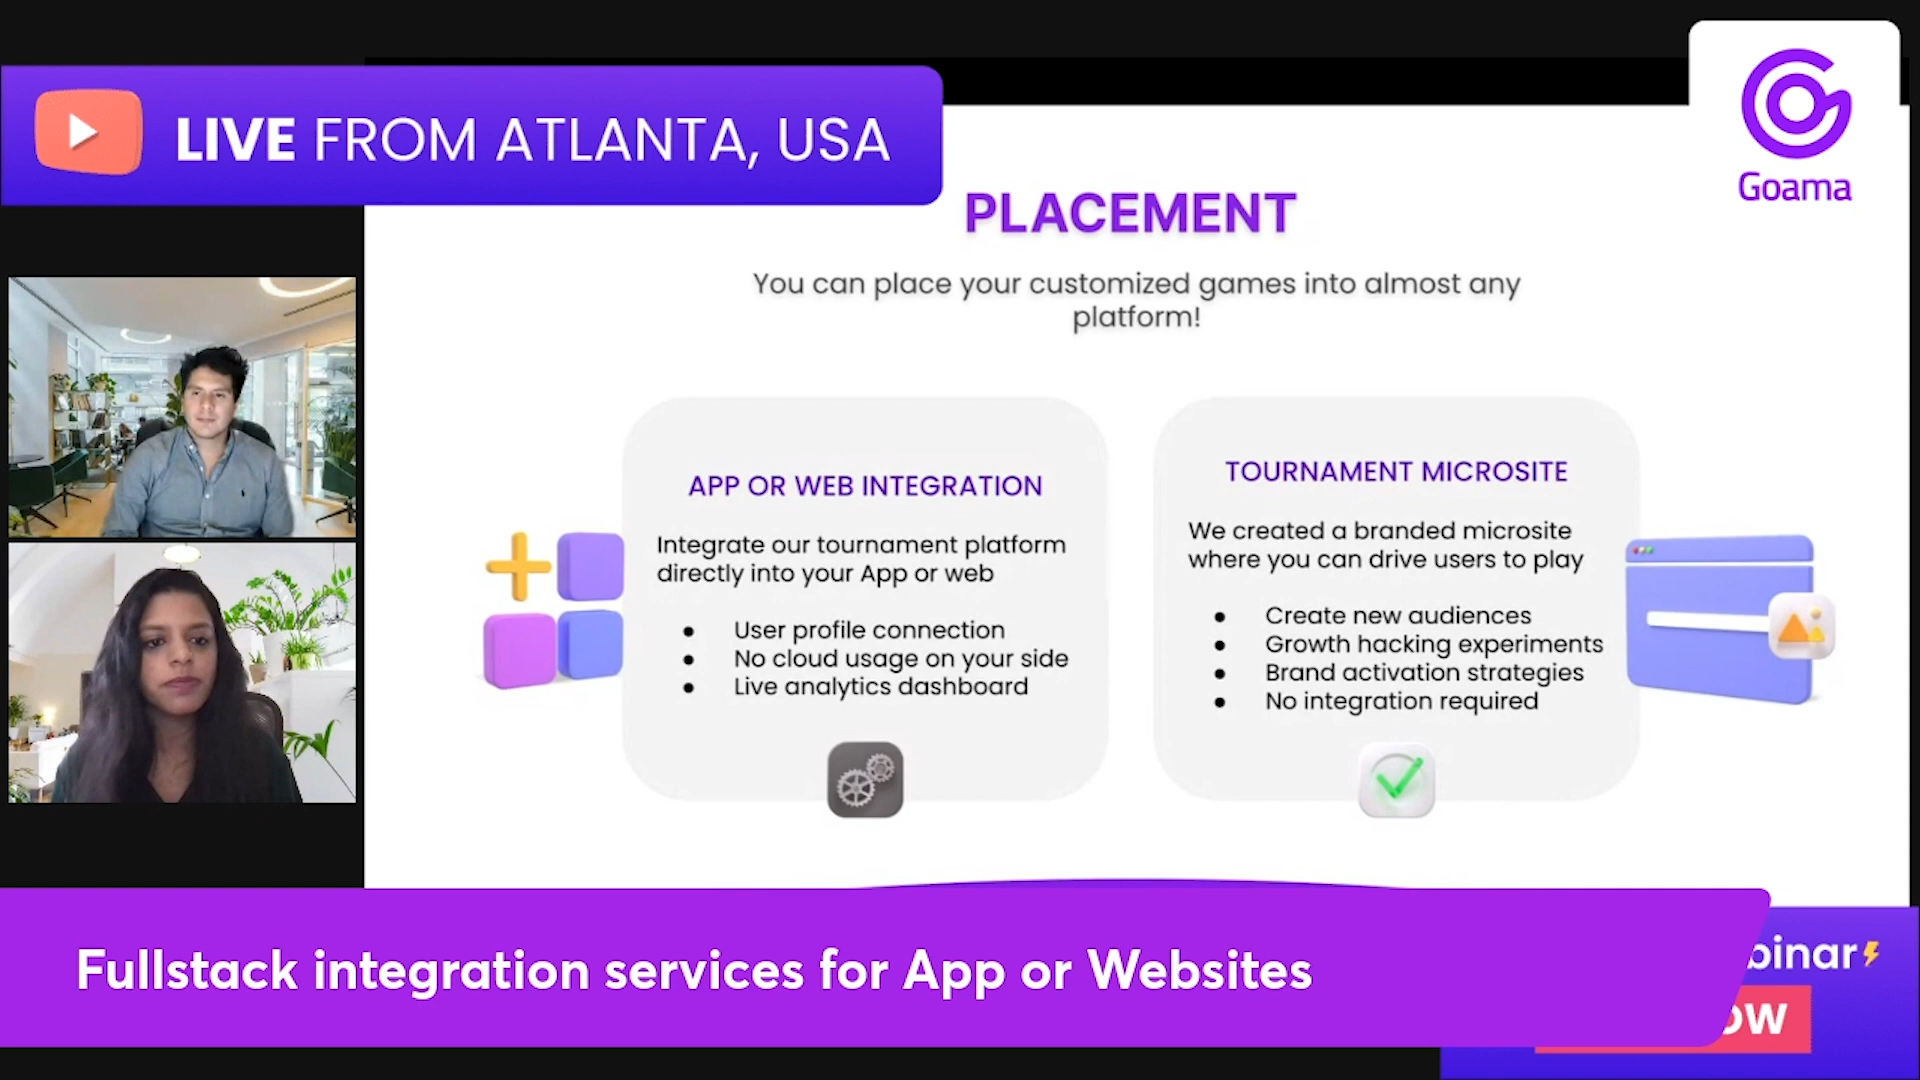 LIVE FROM ATLANTA, USA
Goama
PLACEMENT
You can place your customized games into almost any
platform!
APP OR WEB INTEGRATION
Integrate our tournament platform
directly into your App or web
● User profile connection
● No cloud usage on your side
● Live analytics dashboard
TOURNAMENT MICROSITE
We created a branded microsite
where you can drive users to play
● Create new audiences
● Growth hacking experiments
● Brand activation strategies
● No integration required
Fullstack integration services for App or Websites